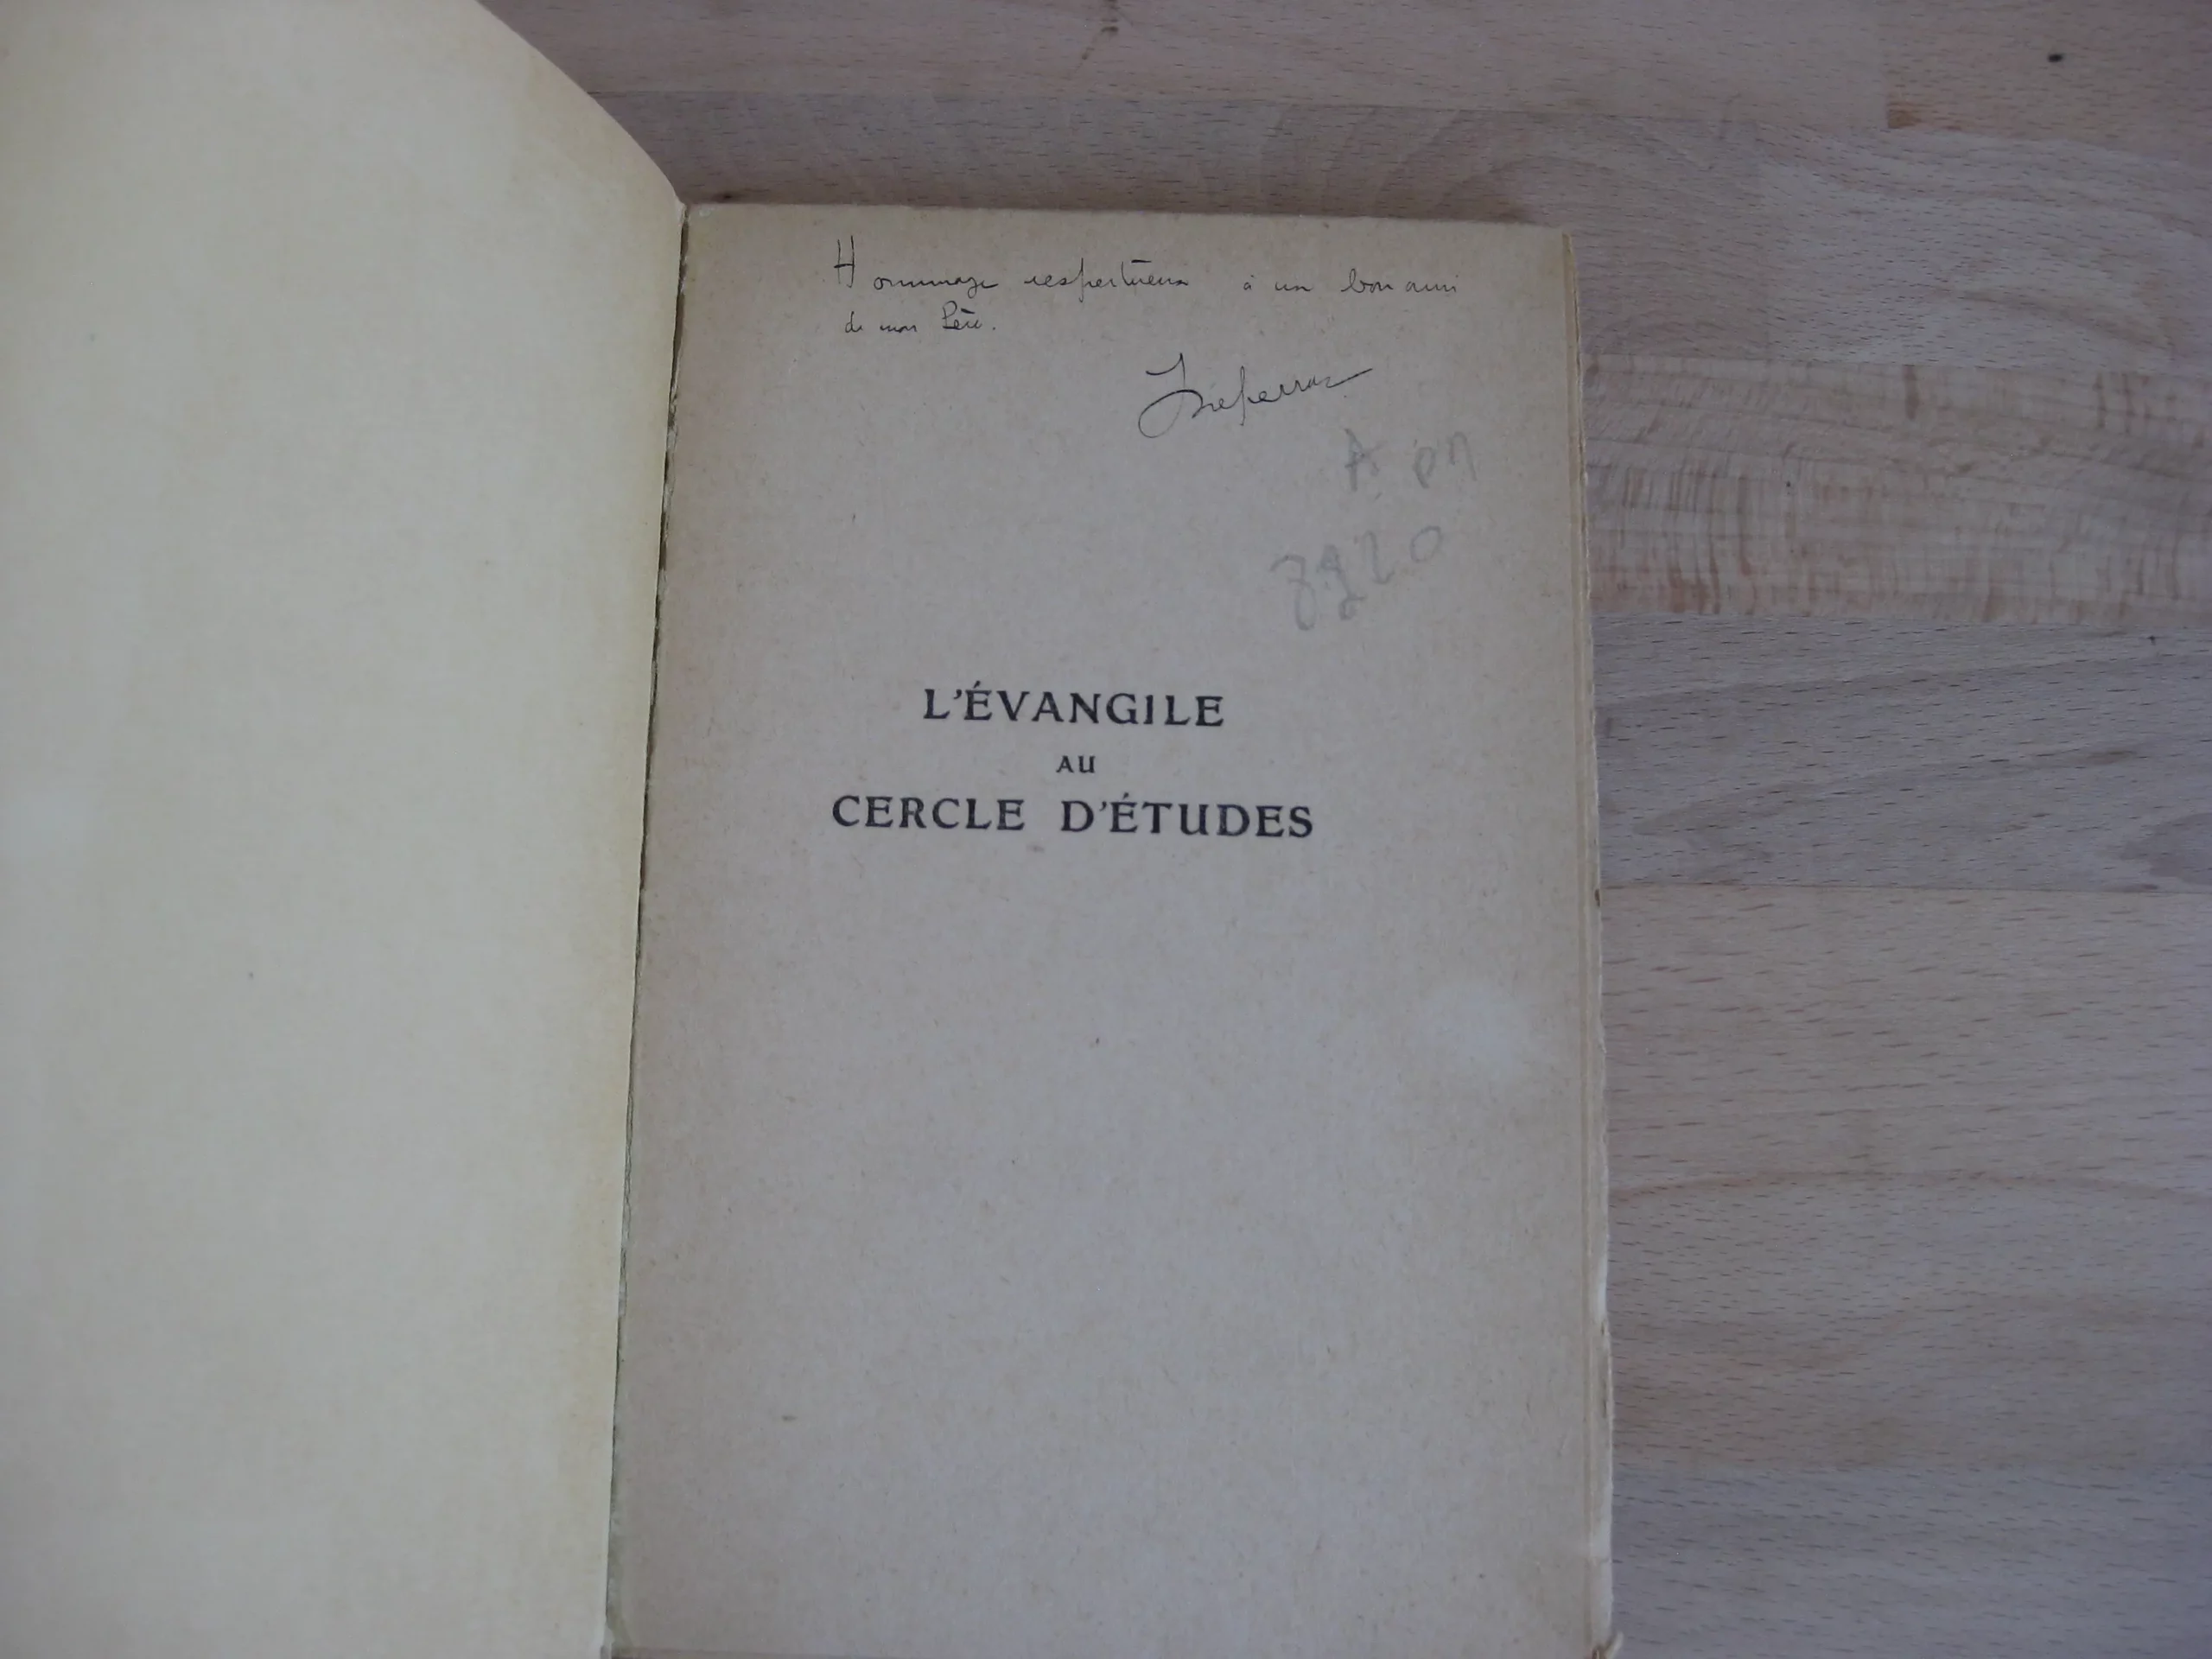 Hommage respectueux à un bon ami
de mon Père.
L'ÉVANGILE
AU
CERCLE D'ÉTUDES